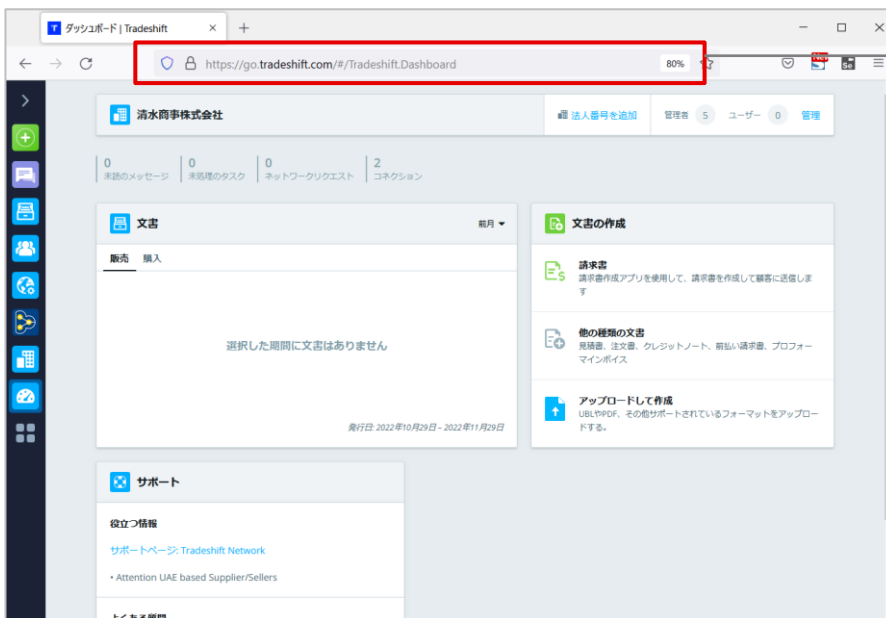 ダッシュボード | Tradeshift
https://go.tradeshift.com/#/Tradeshift.Dashboard
80%
清水商事株式会社
法人番号を追加
管理者 5 ユーザー 0 管理
0 0 0 2
未読のメッセージ 未処理のタスク ネットワークリクエスト コネクション
文書
前月
販売 購入
選択した期間に文書はありません
発行日: 2022年10月29日 – 2022年11月29日
文書の作成
請求書
請求書作成アプリを使用して、請求書を作成して顧客に送信しま
す
他の種類の文書
見積書、注文書、クレジットノート、前払い請求書、プロフォー
マインボイス
アップロードして作成
UBLやPDF、その他サポートされているフォーマットをアップロー
ドする。
サポート
役立つ情報
サポートページ: Tradeshift Network
• Attention UAE based Supplier/Sellers
よくある質問